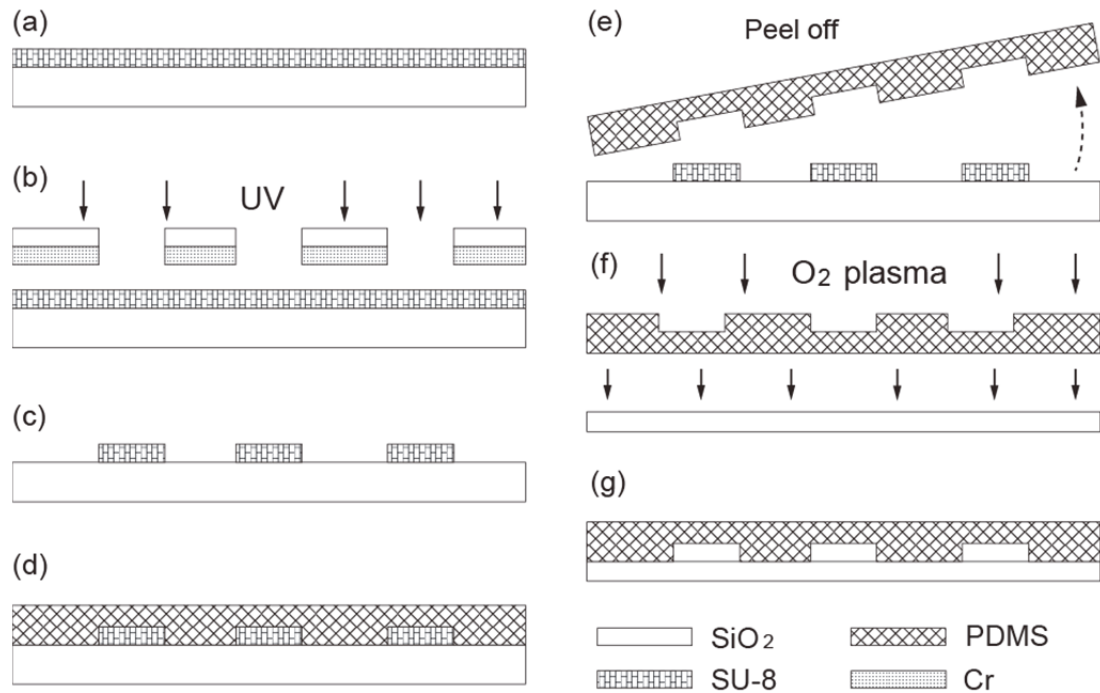 (a)
(b)
UV
(c)
(d)
(e)
Peel off
(f)
O₂ plasma
(g)
SiO₂
PDMS
SU-8
Cr